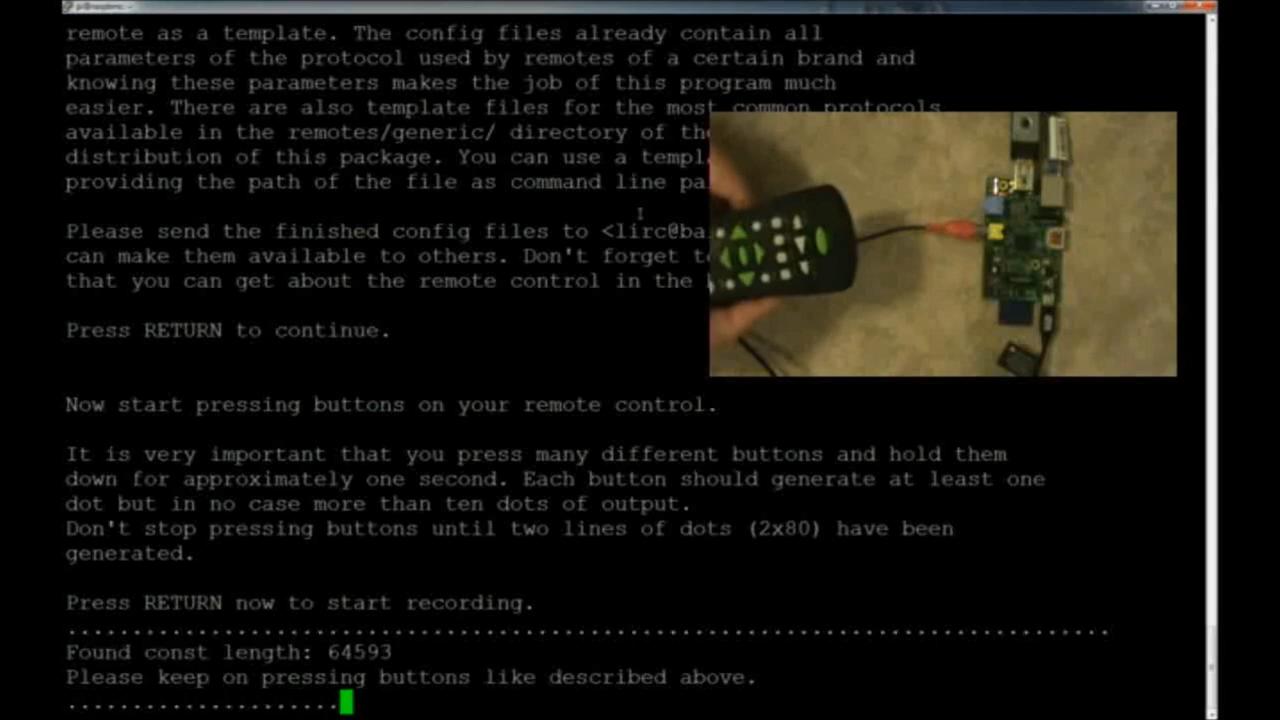 remote as a template. The config files already contain all
parameters of the protocol used by remotes of a certain brand and
knowing these parameters makes the job of this program much
easier. There are also template files for the most common protocols
available in the remotes/generic/ directory of the
distribution of this package. You can use a templ
providing the path of the file as command line pa
Please send the finished config files to <lirc@ba
can make them available to others. Don't forget to
that you can get about the remote control in the
Press RETURN to continue.
Now start pressing buttons on your remote control.
It is very important that you press many different buttons and hold them
down for approximately one second. Each button should generate at least one
dot but in no case more than ten dots of output.
Don't stop pressing buttons until two lines of dots (2x80) have been
generated.
Press RETURN now to start recording.
................................................................................
Found const length: 64593
Please keep on pressing buttons like described above.
.....................